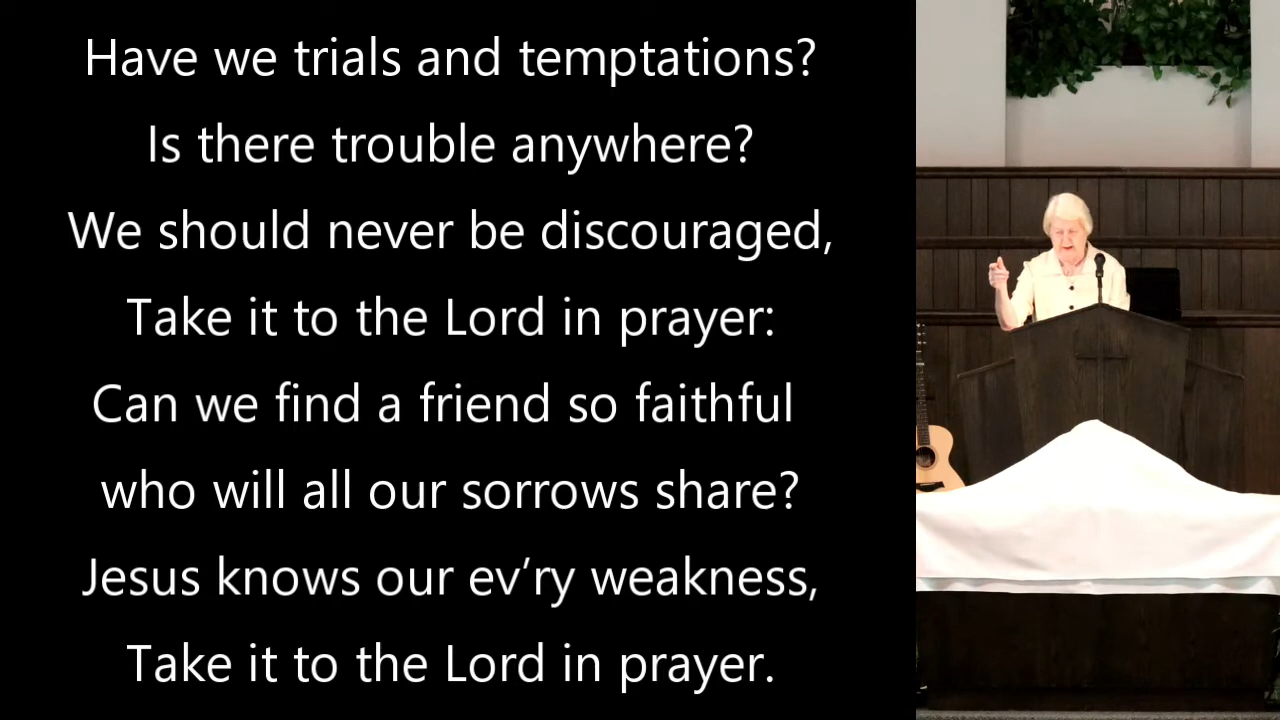 Have we trials and temptations?
Is there trouble anywhere?
We should never be discouraged,
Take it to the Lord in prayer:
Can we find a friend so faithful
who will all our sorrows share?
Jesus knows our ev’ry weakness,
Take it to the Lord in prayer.